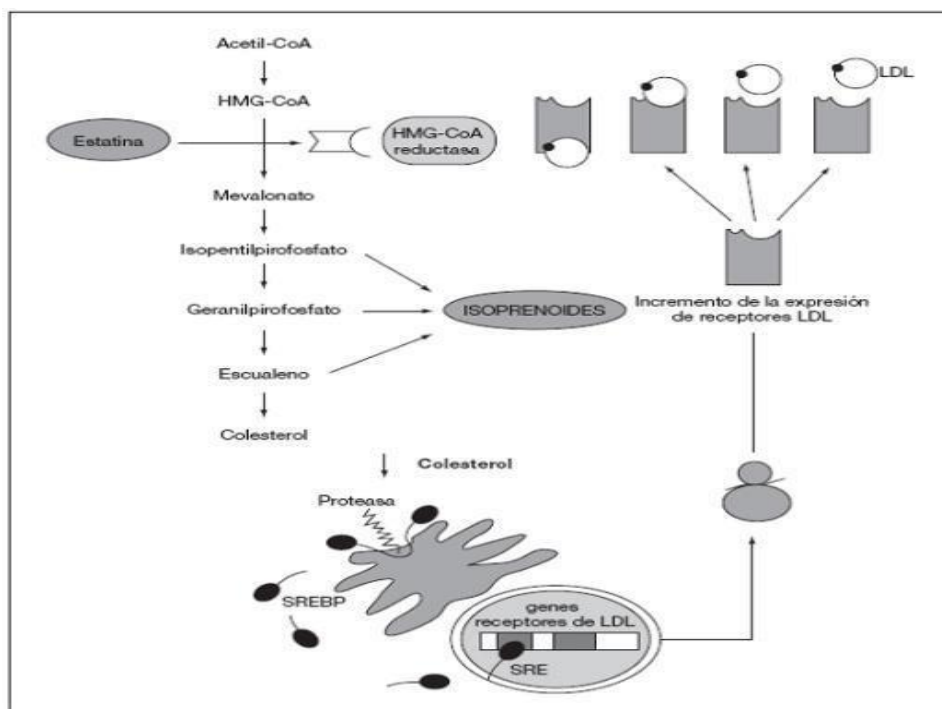 Acetil-CoA
HMG-CoA
Estatina
HMG-CoA
reductasa
LDL
Mevalonato
Isopentilpirofosfato
Geranilpirofosfato
ISOPRENOIDES
Incremento de la expresión
de receptores LDL
Escualeno
Colesterol
Colesterol
Proteasa
SREBP
genes
receptores de LDL
SRE